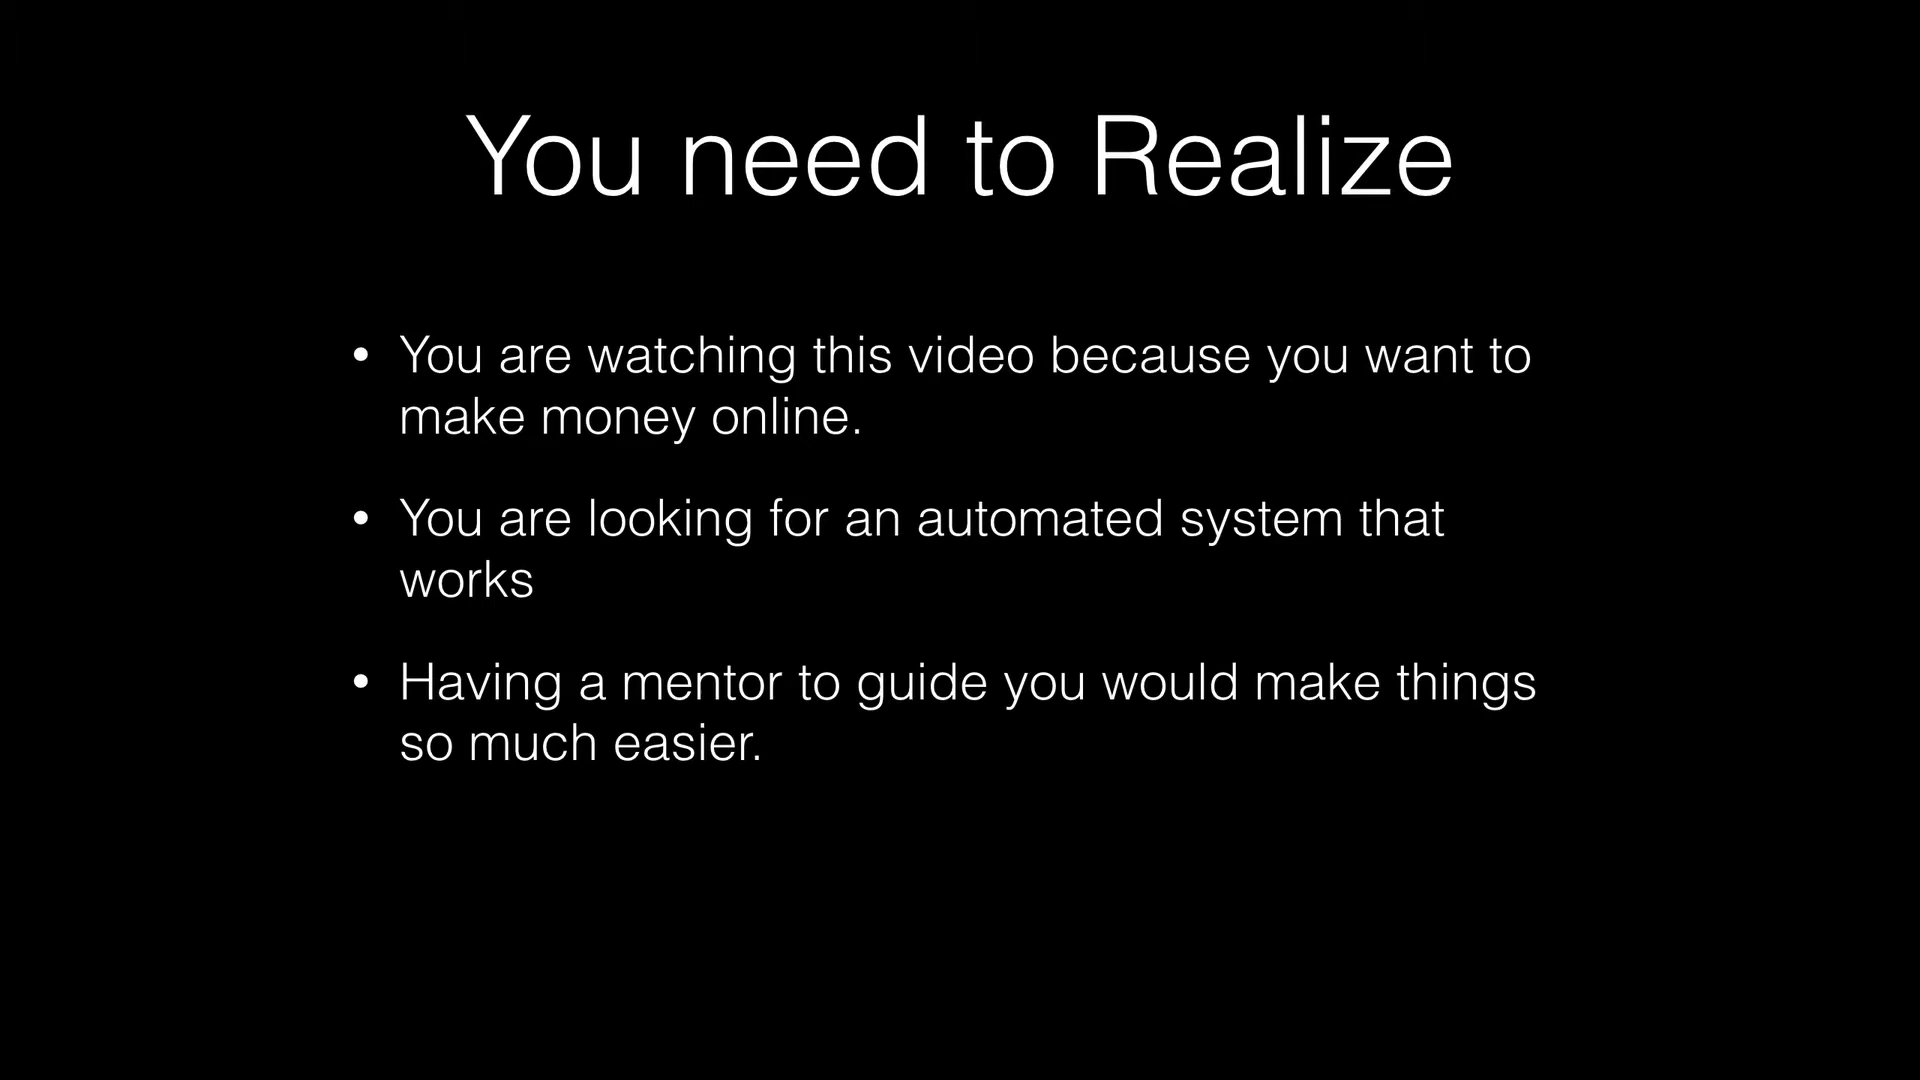 You need to Realize
• You are watching this video because you want to
make money online.
• You are looking for an automated system that
works
• Having a mentor to guide you would make things
so much easier.